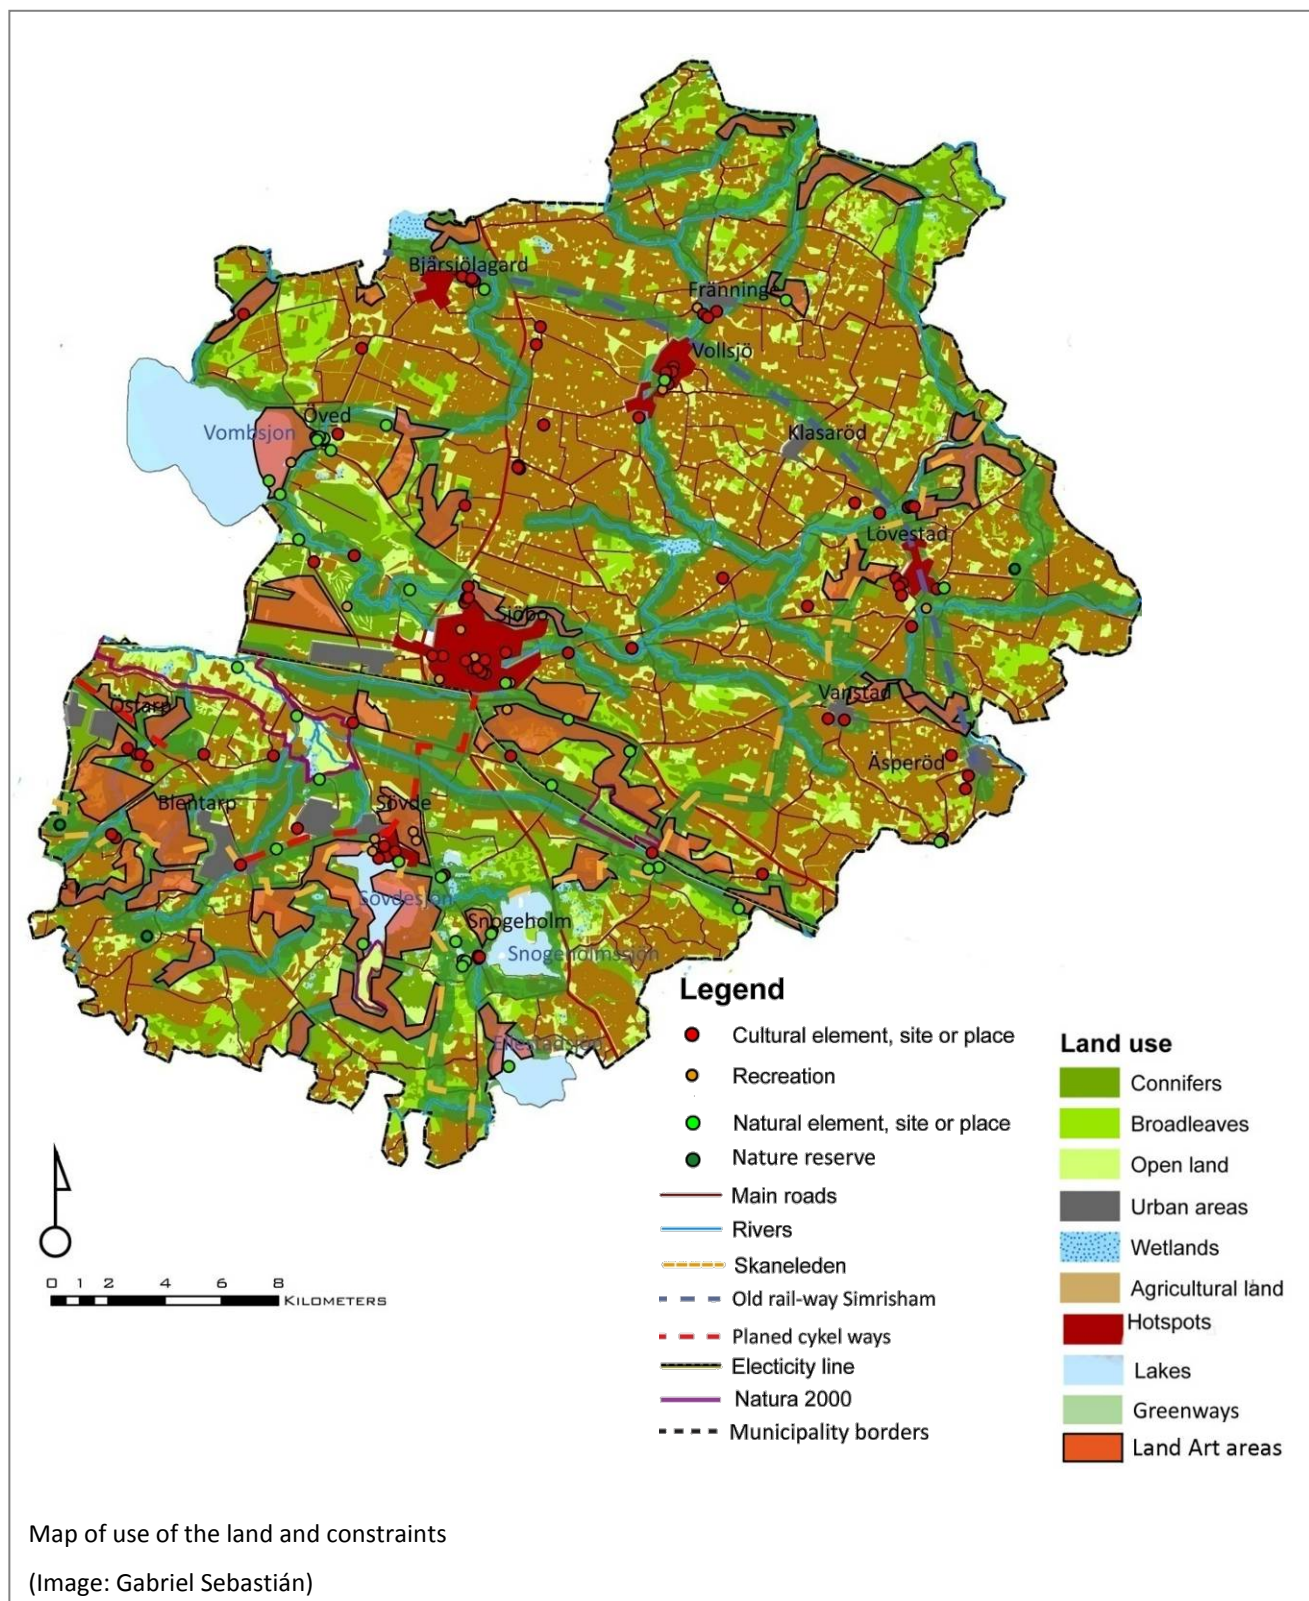 Bjärsjölagard
Fränninge
Vollsjö
Öved
Vombsjon
Klasaröd
Lövestad
Sjöbo
Vanstad
Östarp
Äsperöd
Blentarp
Sövde
Sövdesjön
Snogeholm
Snogeholmssjön
Ellestadsjön
Legend
Cultural element, site or place
Recreation
Natural element, site or place
Nature reserve
Main roads
Rivers
Skaneleden
Old rail-way Simrisham
Planed cykel ways
Electicity line
Natura 2000
Municipality borders
Land use
Connifers
Broadleaves
Open land
Urban areas
Wetlands
Agricultural land
Hotspots
Lakes
Greenways
Land Art areas
0 1 2 4 6 8
KILOMETERS
Map of use of the land and constraints
(Image: Gabriel Sebastián)